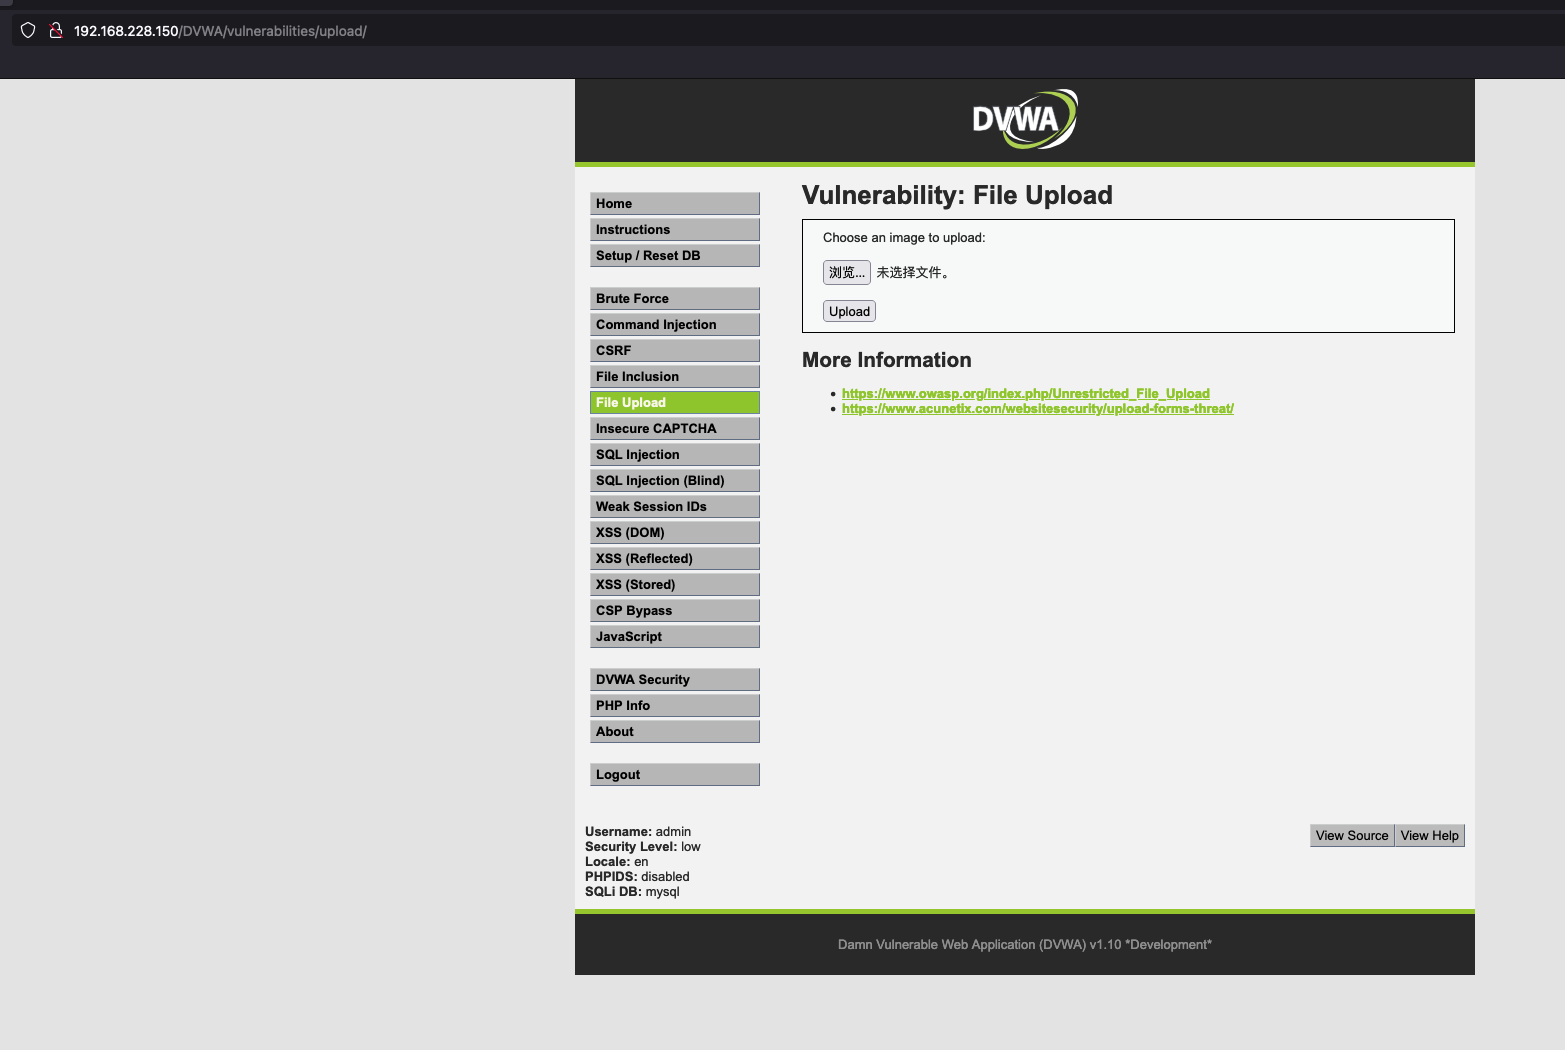 192.168.228.150/DVWA/vulnerabilities/upload/
DVWA
Home
Instructions
Setup / Reset DB
Brute Force
Command Injection
CSRF
File Inclusion
File Upload
Insecure CAPTCHA
SQL Injection
SQL Injection (Blind)
Weak Session IDs
XSS (DOM)
XSS (Reflected)
XSS (Stored)
CSP Bypass
JavaScript
DVWA Security
PHP Info
About
Logout
Vulnerability: File Upload
Choose an image to upload:
浏览... 未选择文件。
Upload
More Information
https://www.owasp.org/index.php/Unrestricted_File_Upload
https://www.acunetix.com/websitesecurity/upload-forms-threat/
Username: admin
Security Level: low
Locale: en
PHPIDS: disabled
SQLi DB: mysql
View Source View Help
Damn Vulnerable Web Application (DVWA) v1.10 *Development*